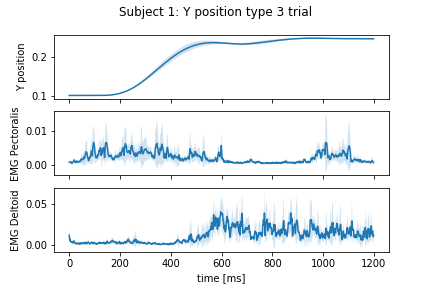 Subject 1: Y position type 3 trial
Y position
0.2
0.1
EMG Pectoralis
0.01
0.00
EMG Deltoid
0.05
0.00
0 200 400 600 800 1000 1200
time [ms]